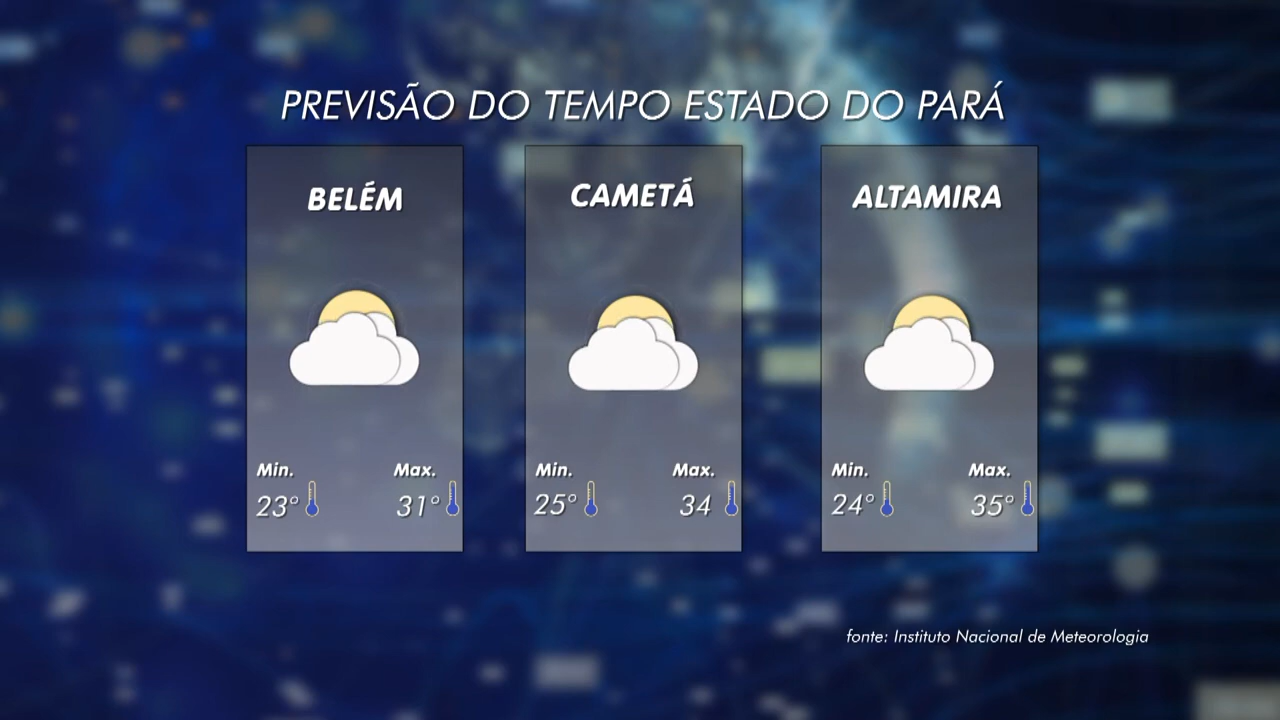 PREVISÃO DO TEMPO ESTADO DO PARÁ
BELÉM
Min. Max.
23° 31°
CAMETÁ
Min. Max.
25° 34
ALTAMIRA
Min. Max.
24° 35°
fonte: Instituto Nacional de Meteorologia